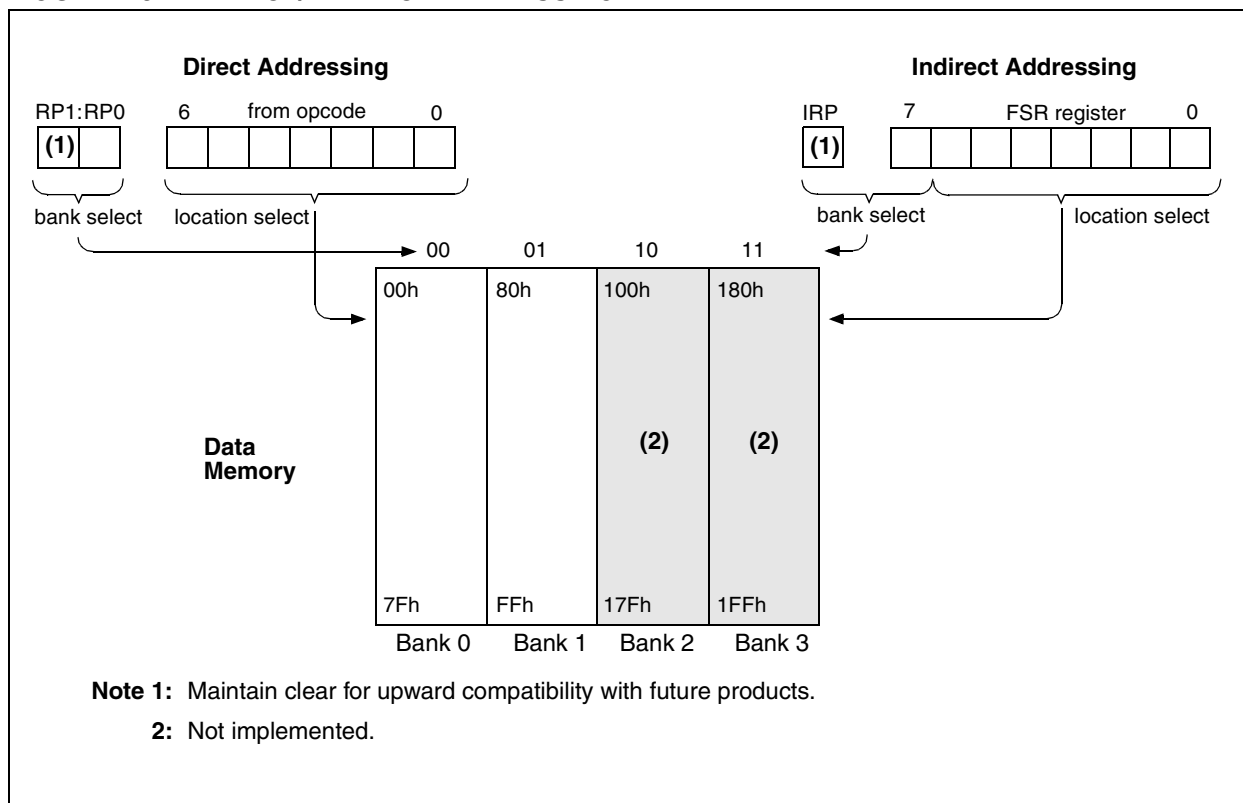 Direct Addressing
Indirect Addressing
RP1:RP0 6 from opcode 0
IRP 7 FSR register 0
(1)
(1)
bank select location select
bank select location select
00 01 10 11
00h 80h 100h 180h
Data
Memory
(2) (2)
7Fh FFh 17Fh 1FFh
Bank 0 Bank 1 Bank 2 Bank 3
Note 1: Maintain clear for upward compatibility with future products.
2: Not implemented.